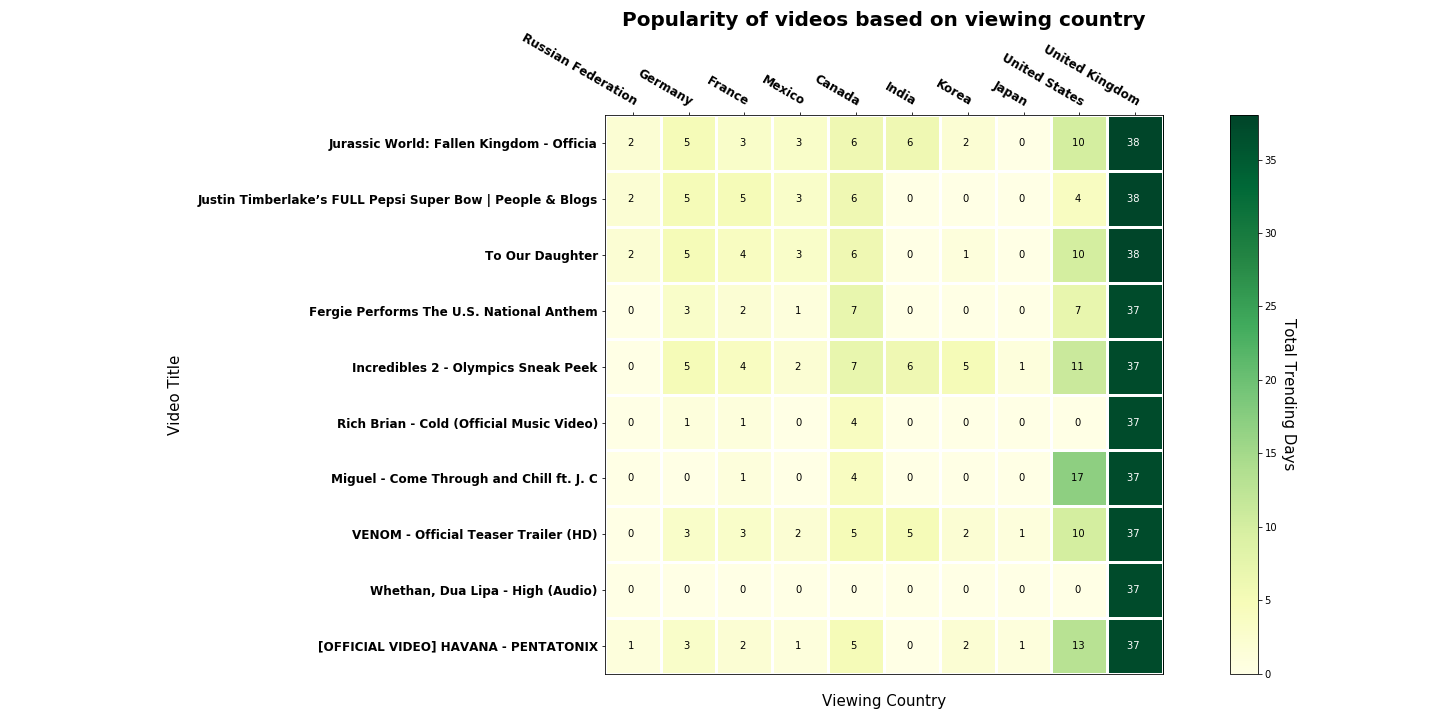 Popularity of videos based on viewing country
Russian Federation Germany France Mexico Canada India Korea Japan United States United Kingdom
Jurassic World: Fallen Kingdom - Officia 2 5 3 3 6 6 2 0 10 38
Justin Timberlake’s FULL Pepsi Super Bow | People & Blogs 2 5 5 3 6 0 0 0 4 38
To Our Daughter 2 5 4 3 6 0 1 0 10 38
Fergie Performs The U.S. National Anthem 0 3 2 1 7 0 0 0 7 37
Incredibles 2 - Olympics Sneak Peek 0 5 4 2 7 6 5 1 11 37
Rich Brian - Cold (Official Music Video) 0 1 1 0 4 0 0 0 0 37
Miguel - Come Through and Chill ft. J. C 0 0 1 0 4 0 0 0 17 37
VENOM - Official Teaser Trailer (HD) 0 3 3 2 5 5 2 1 10 37
Whethan, Dua Lipa - High (Audio) 0 0 0 0 0 0 0 0 0 37
[OFFICIAL VIDEO] HAVANA - PENTATONIX 1 3 2 1 5 0 2 1 13 37
Video Title
Viewing Country
35
30
25
20
15
10
5
0
Total Trending Days